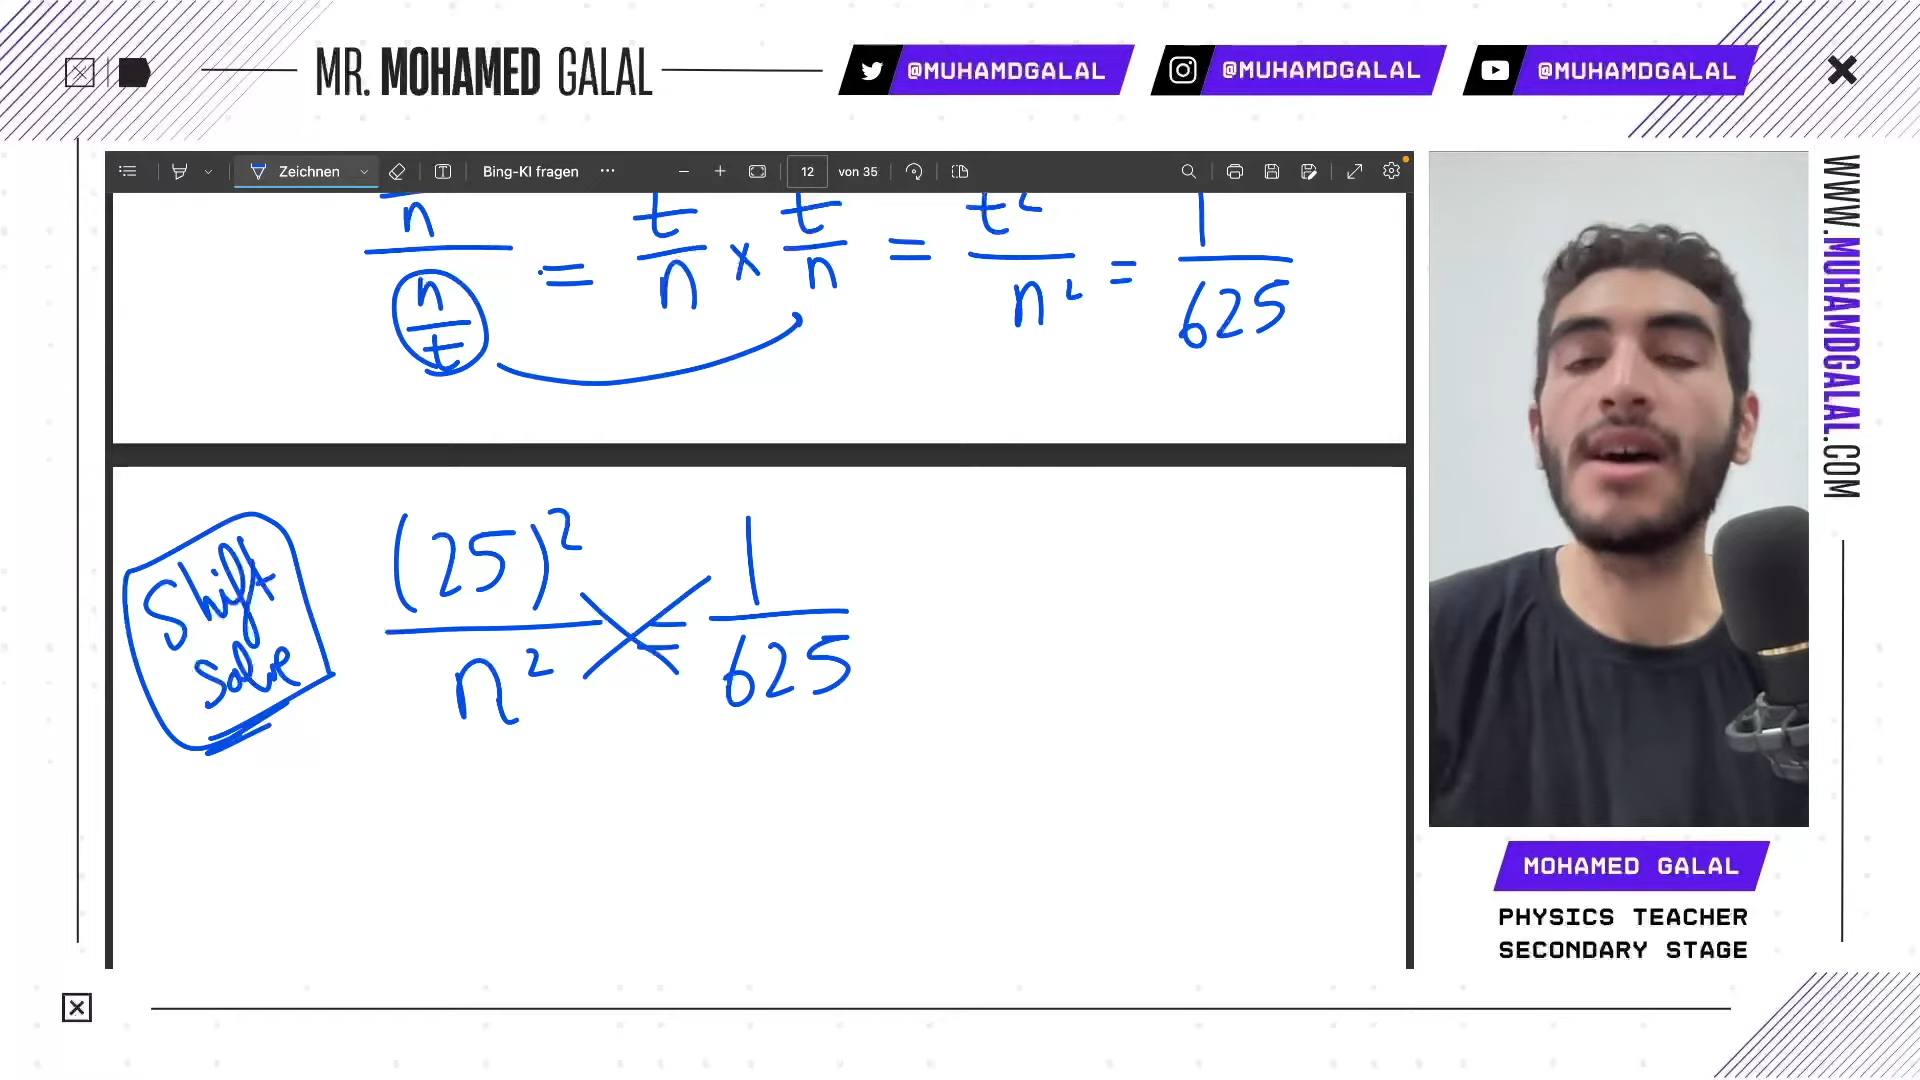 MR. MOHAMED GALAL
@MUHAMDGALAL
@MUHAMDGALAL
@MUHAMDGALAL
Zeichnen
Bing-KI fragen
12 von 35
WWW.MUHAMDGALAL.COM
t/n / n/t = t/n × t/n = t²/n² = 1/625
Shift
Solve
(25)²/n² = 1/625
MOHAMED GALAL
PHYSICS TEACHER
SECONDARY STAGE